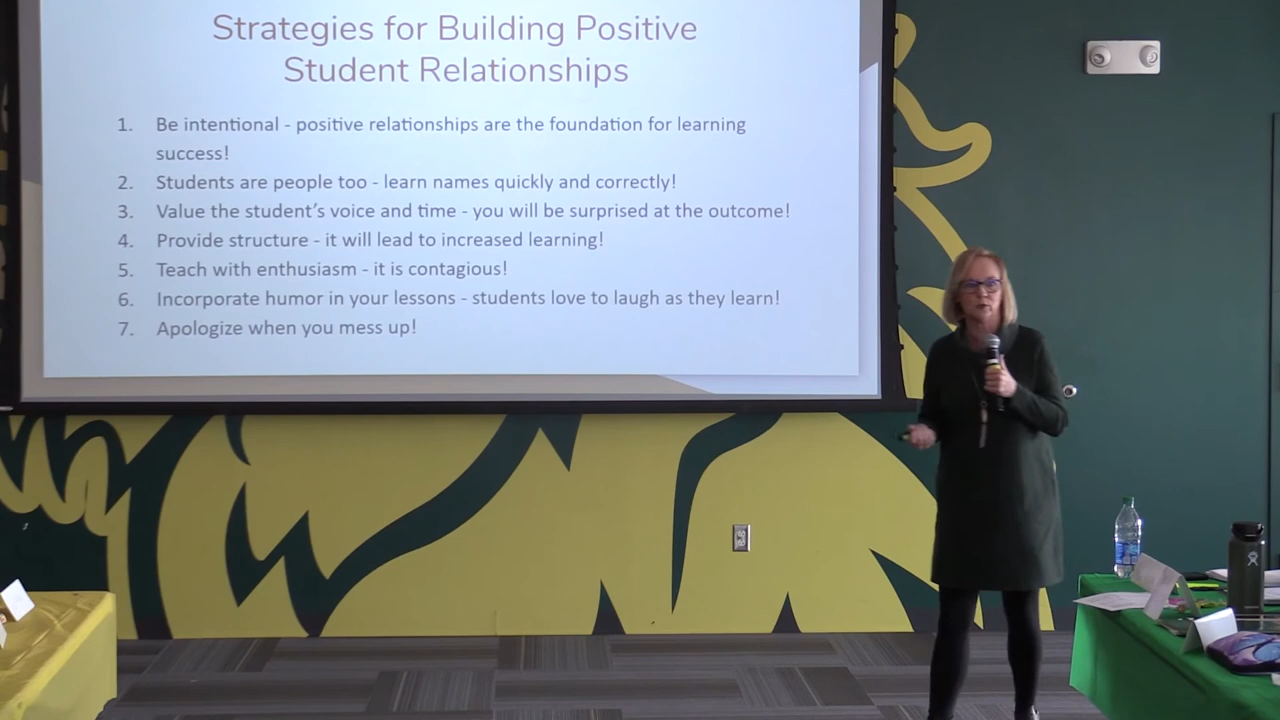 Strategies for Building Positive
Student Relationships
1. Be intentional - positive relationships are the foundation for learning
success!
2. Students are people too - learn names quickly and correctly!
3. Value the student's voice and time - you will be surprised at the outcome!
4. Provide structure - it will lead to increased learning!
5. Teach with enthusiasm - it is contagious!
6. Incorporate humor in your lessons - students love to laugh as they learn!
7. Apologize when you mess up!